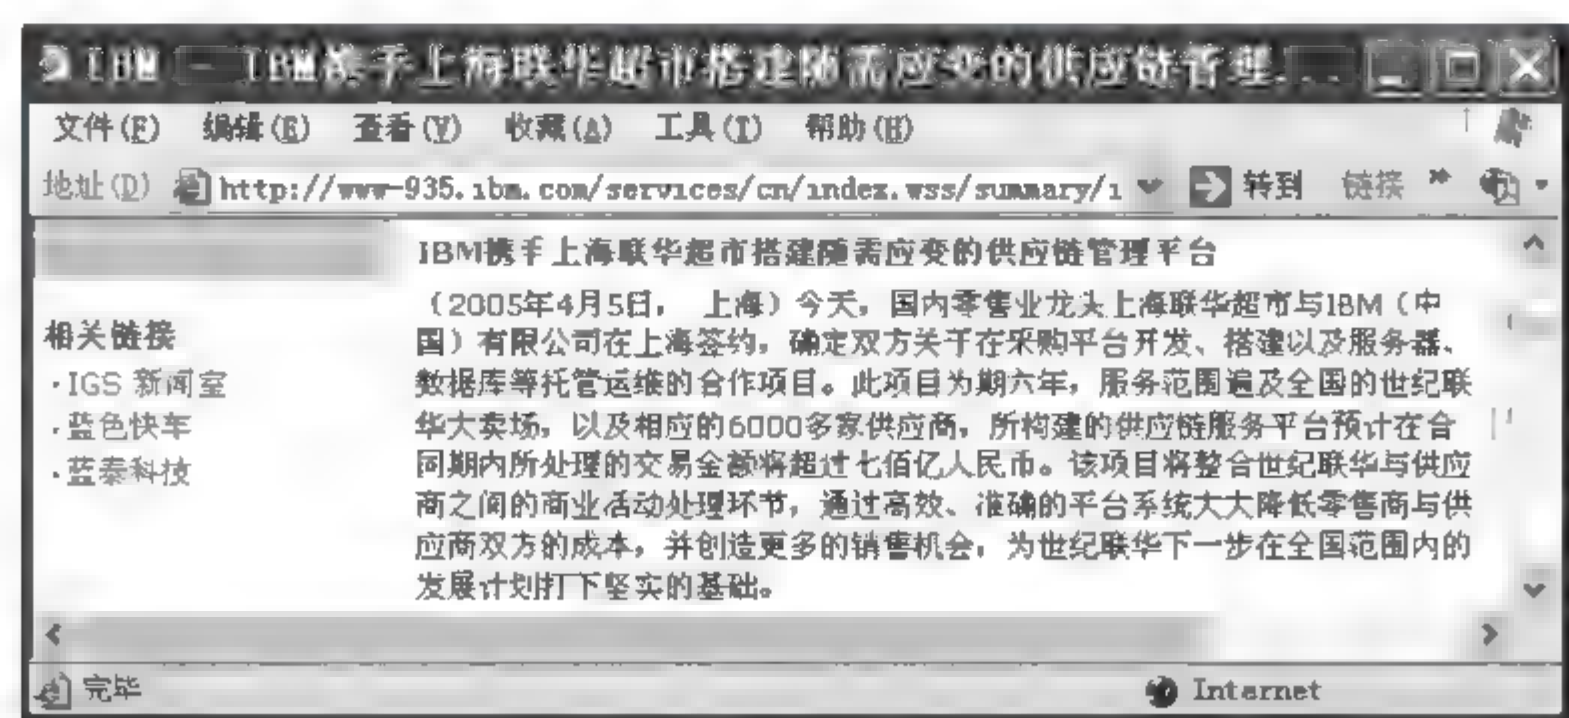 IBM - IBM携手上海联华超市搭建随需应变的供应链管理...
文件(F) 编辑(E) 查看(V) 收藏(A) 工具(T) 帮助(H)
地址(D) http://www-935.ibm.com/services/cn/index.wss/summary/i 转到 链接 »
IBM携手上海联华超市搭建随需应变的供应链管理平台
（2005年4月5日， 上海）今天，国内零售业龙头上海联华超市与IBM（中
国）有限公司在上海签约，确定双方关于在采购平台开发、搭建以及服务器、
数据库等托管运维的合作项目。此项目为期六年，服务范围遍及全国的世纪联
华大卖场，以及相应的6000多家供应商，所构建的供应链服务平台预计在合
同期内所处理的交易金额将超过七佰亿人民币。该项目将整合世纪联华与供应
商之间的商业活动处理环节，通过高效、准确的平台系统大大降低零售商与供
应商双方的成本，并创造更多的销售机会，为世纪联华下一步在全国范围内的
发展计划打下坚实的基础。
相关链接
·IGS 新闻室
·蓝色快车
·蓝泰科技
完毕 Internet